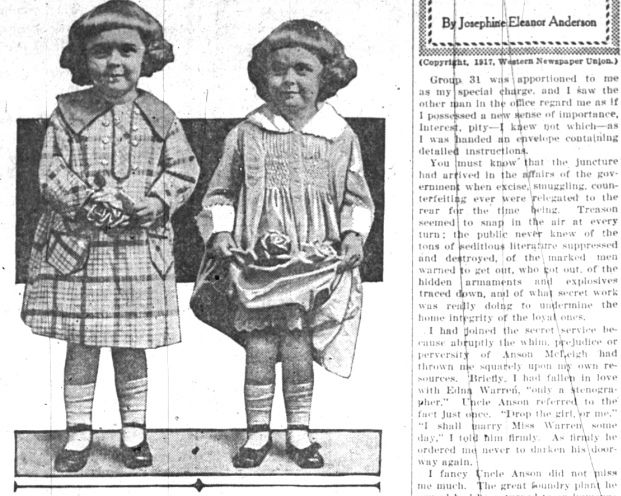 By Josephine Eleanor Anderson
(Copyright, 1917, Western Newspaper Union.)
Group 31 was apportioned to me
as my special charge, and I saw the
other man in the office regard me as if
I possessed a new sense of importance,
interest, pity—I knew not which—as
I was handed an envelope containing
detailed instructions.
You must know that the juncture
had arrived in the affairs of the gov-
ernment when excise, smuggling, coun-
terfeiting ever were relegated to the
rear for the time being. Treason
seemed to snap in the air at every
turn; the public never knew of the
tons of seditious literature suppressed
and destroyed, of the marked men
warned to get out, who got out, of the
hidden armaments and explosives
traced down, and of what secret work
was really doing to undermine the
home integrity of the loyal ones.
I had joined the secret service be-
cause abruptly the whim, prejudice or
perversity of Anson McLeigh had
thrown me squarely upon my own re-
sources. Briefly, I had fallen in love
with Edna Warren, "only a stenogra-
pher." Uncle Anson referred to the
fact just once. "Drop the girl, or me."
"I shall marry Miss Warren some
day," I told him firmly. As firmly he
ordered me never to darken his door-
way again.
I fancy Uncle Anson did not miss
me much. The great foundry plant he